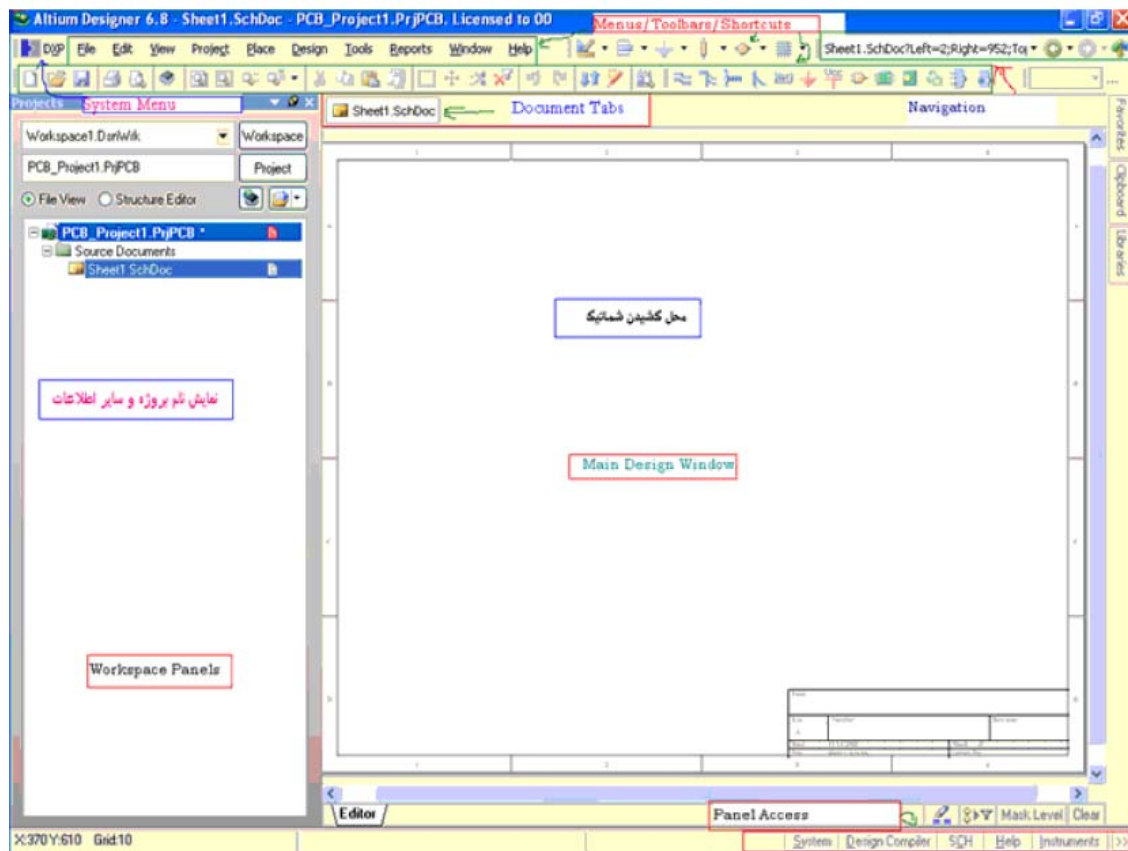 Altium Designer 6.8 - Sheet1.SchDoc - PCB_Project1.PrjPCB. Licensed to 00
Menus/Toolbars/Shortcuts
DXP File Edit View Project Place Design Tools Reports Window Help
Sheet1.SchDoc?Left=2;Right=952;Top
Projects
System Menu
Sheet1.SchDoc
Document Tabs
Navigation
Workspace1.DsnWrk
Workspace
PCB_Project1.PrjPCB
Project
File View
Structure Editor
PCB_Project1.PrjPCB *
Source Documents
Sheet1.SchDoc
Favorites
Clipboard
Libraries
محل کشیدن شماتیک
نمایش نام پروژه و سایر اطلاعات
Main Design Window
Workspace Panels
Editor
Panel Access
Mask Level
Clear
X:370 Y:610 Grid:10
System
Design Compiler
SCH
Help
Instruments
>>